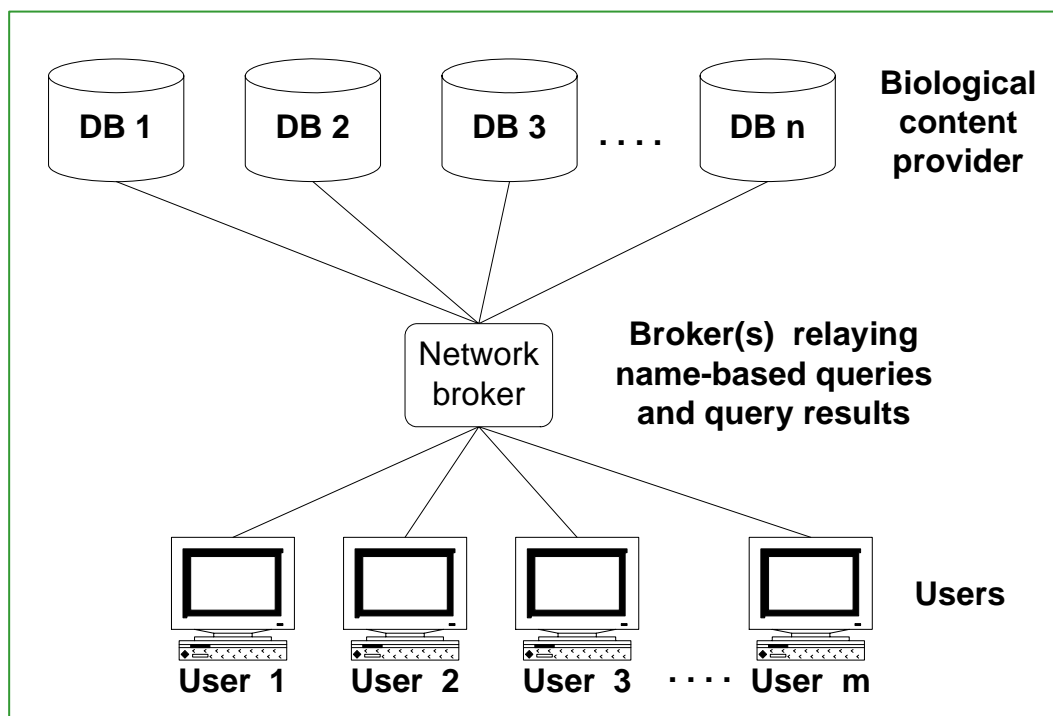 DB 1
DB 2
DB 3
. . . .
DB n
Biological
content
provider
Network
broker
Broker(s) relaying
name-based queries
and query results
Users
User 1
User 2
User 3
. . . .
User m